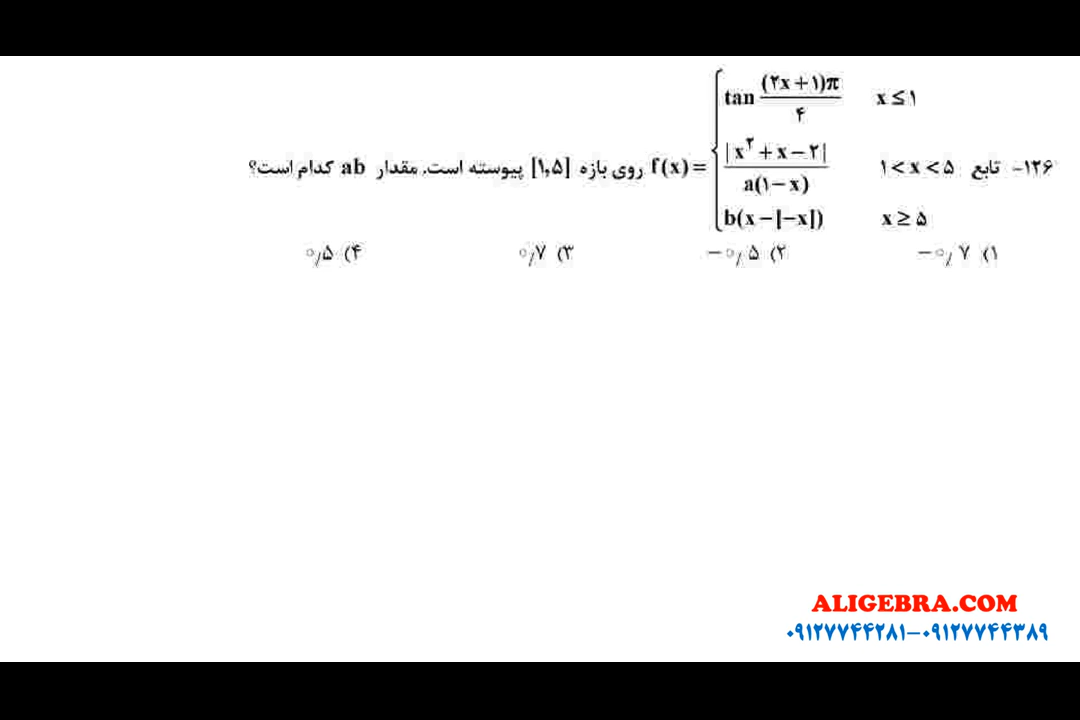 ۱۲۶- تابع f(x) = { tan (۲x+۱)π / ۴    x ≤ ۱
|x² + x − ۲| / a(۱−x)    ۱ < x < ۵
b(x − [−x])    x ≥ ۵ روی بازه [۱,۵] پیوسته است. مقدار ab کدام است؟
۱) −۰/۷    ۲) −۰/۵    ۳) ۰/۷    ۴) ۰/۵
ALIGEBRA.COM
۰۹۱۲۷۷۴۴۲۸۱-۰۹۱۲۷۷۴۴۳۸۹